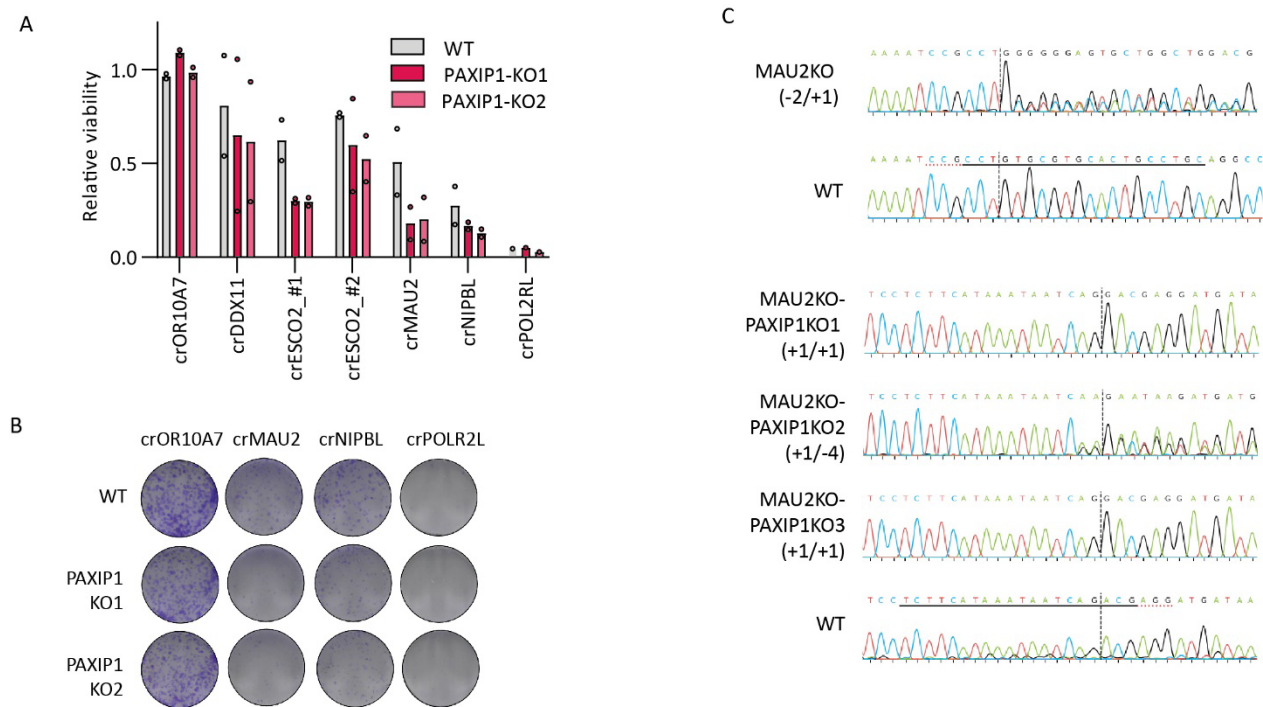 A
WT
PAXIP1-KO1
PAXIP1-KO2
Relative viability
1.0
0.5
0.0
crOR10A7
crDDX11
crESCO2_#1
crESCO2_#2
crMAU2
crNIPBL
crPOL2RL
B
crOR10A7 crMAU2 crNIPBL crPOLR2L
WT
PAXIP1
KO1
PAXIP1
KO2
C
MAU2KO
(-2/+1)
A A A A T C C G C C T G G G G G G A G T G C T G G C T G G A C G
WT
A A A A T C C G C C T G T G C G T G C A C T G C C T G C A G G C C
MAU2KO-
PAXIP1KO1
(+1/+1)
T C C T C T T C A T A A A T A A T C A G G A C G A G G A T G A T A
MAU2KO-
PAXIP1KO2
(+1/-4)
T C C T C T T C A T A A A T A A T C A A G A A T A A G A T G A T G
MAU2KO-
PAXIP1KO3
(+1/+1)
T C C T C T T C A T A A A T A A T C A G G A C G A G G A T G A T A
WT
T C C T C T T C A T A A A T A A T C A G A C G A G G A T G A T A A